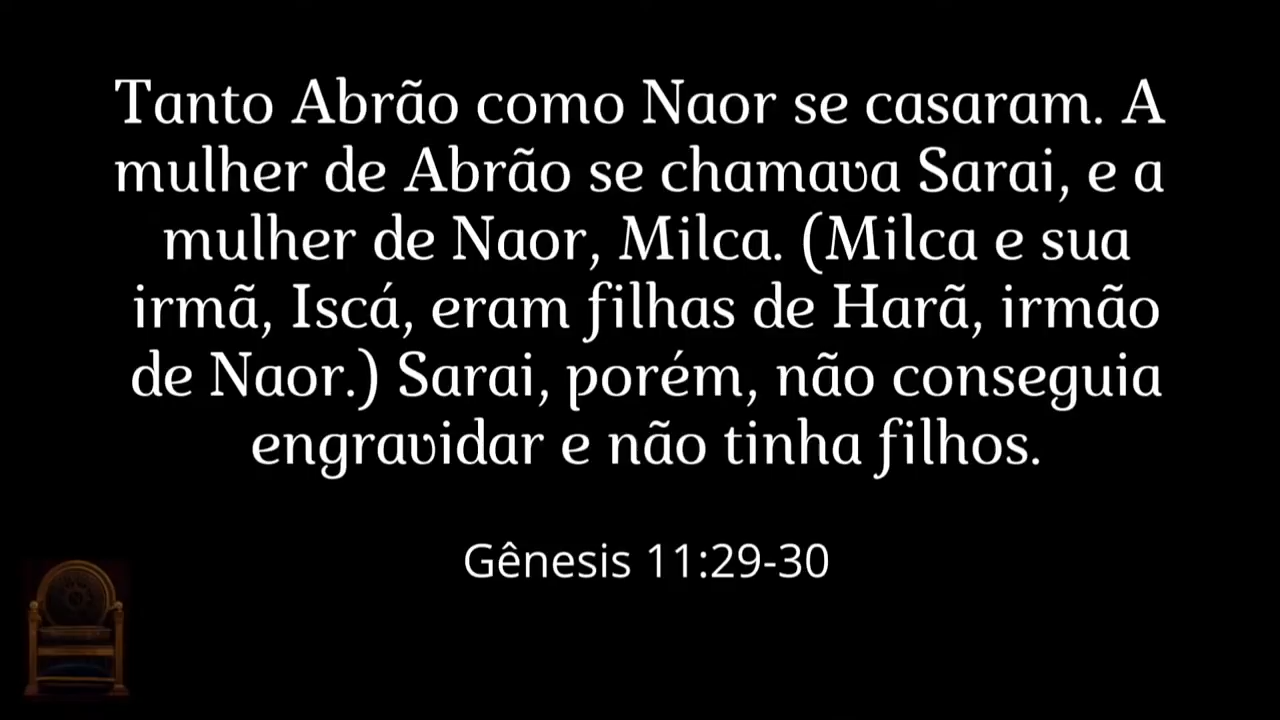 Tanto Abrão como Naor se casaram. A
mulher de Abrão se chamava Sarai, e a
mulher de Naor, Milca. (Milca e sua
irmã, Iscá, eram filhas de Harã, irmão
de Naor.) Sarai, porém, não conseguia
engravidar e não tinha filhos.
Gênesis 11:29-30